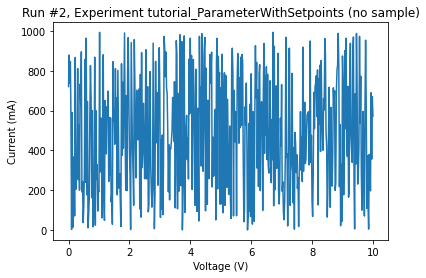 Run #2, Experiment tutorial_ParameterWithSetpoints (no sample)
Current (mA)
1000
800
600
400
200
0
0 2 4 6 8 10
Voltage (V)